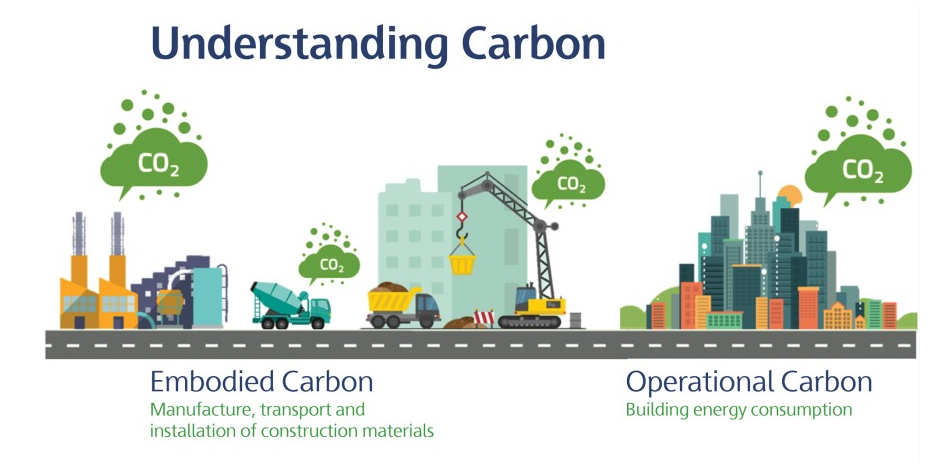 Understanding Carbon
CO₂
CO₂
CO₂
CO₂
Embodied Carbon
Manufacture, transport and
installation of construction materials
Operational Carbon
Building energy consumption